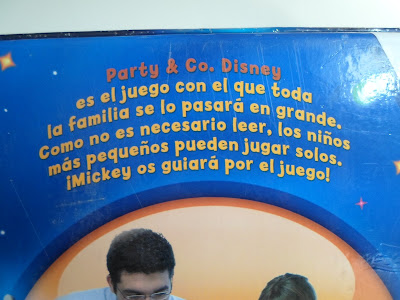 Party & Co. Disney
es el juego con el que toda
la familia se lo pasará en grande.
Como no es necesario leer, los niños
más pequeños pueden jugar solos.
¡Mickey os guiará por el juego!